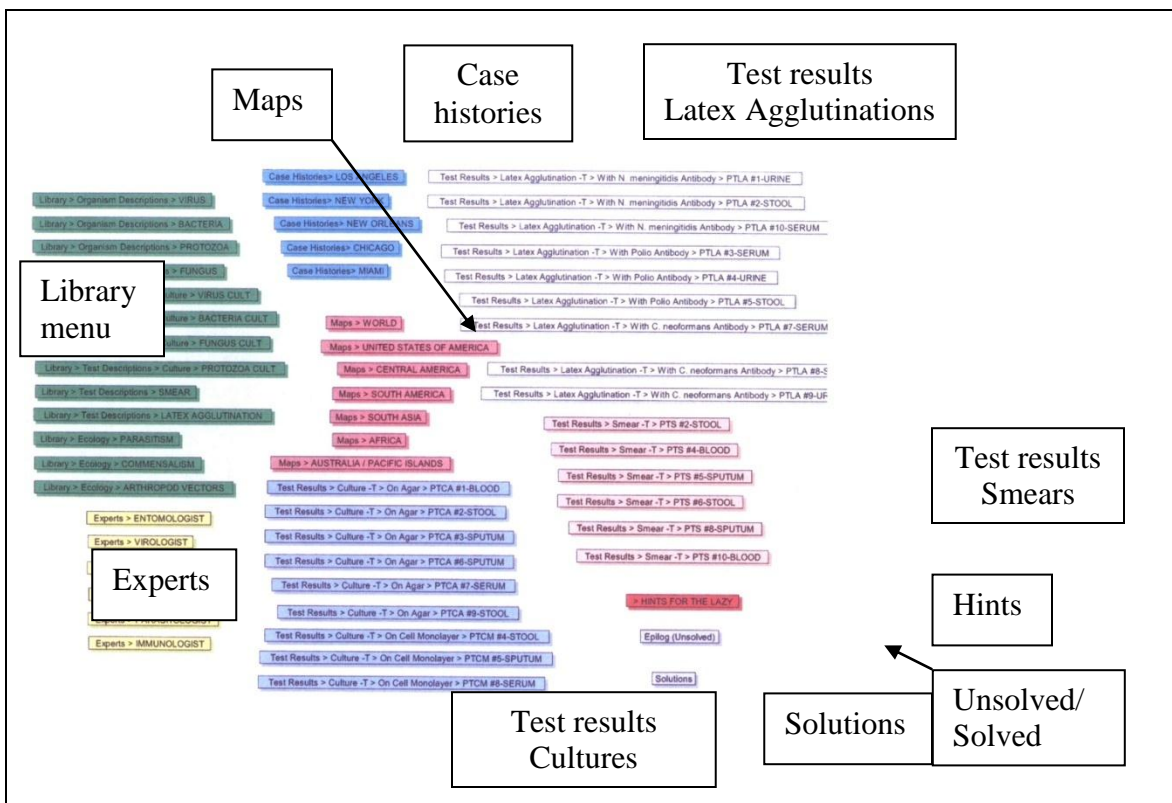 Maps
Case
histories
Test results
Latex Agglutinations
Library
menu
Experts
Test results
Smears
Hints
Unsolved/
Solved
Solutions
Test results
Cultures
Library > Organism Descriptions > VIRUS
Library > Organism Descriptions > BACTERIA
Library > Organism Descriptions > PROTOZOA
> FUNGUS
> VIRUS CULT
> BACTERIA CULT
> FUNGUS CULT
Library > Test Descriptions > Culture > PROTOZOA CULT
Library > Test Descriptions > SMEAR
Library > Test Descriptions > LATEX AGGLUTINATION
Library > Ecology > PARASITISM
Library > Ecology > COMMENSALISM
Library > Ecology > ARTHROPOD VECTORS
Experts > ENTOMOLOGIST
Experts > VIROLOGIST
Experts > IMMUNOLOGIST
Case Histories> LOS ANGELES
Case Histories> NEW YORK
Case Histories> NEW ORLEANS
Case Histories> CHICAGO
Case Histories> MIAMI
Maps > WORLD
Maps > UNITED STATES OF AMERICA
Maps > CENTRAL AMERICA
Maps > SOUTH AMERICA
Maps > SOUTH ASIA
Maps > AFRICA
Maps > AUSTRALIA / PACIFIC ISLANDS
Test Results > Culture -T > On Agar > PTCA #1-BLOOD
Test Results > Culture -T > On Agar > PTCA #2-STOOL
Test Results > Culture -T > On Agar > PTCA #3-SPUTUM
Test Results > Culture -T > On Agar > PTCA #6-SPUTUM
Test Results > Culture -T > On Agar > PTCA #7-SERUM
Test Results > Culture -T > On Agar > PTCA #9-STOOL
Test Results > Culture -T > On Cell Monolayer > PTCM #4-STOOL
Test Results > Culture -T > On Cell Monolayer > PTCM #5-SPUTUM
Test Results > Culture -T > On Cell Monolayer > PTCM #8-SERUM
Test Results > Latex Agglutination -T > With N. meningitidis Antibody > PTLA #1-URINE
Test Results > Latex Agglutination -T > With N. meningitidis Antibody > PTLA #2-STOOL
Test Results > Latex Agglutination -T > With N. meningitidis Antibody > PTLA #10-SERUM
Test Results > Latex Agglutination -T > With Polio Antibody > PTLA #3-SERUM
Test Results > Latex Agglutination -T > With Polio Antibody > PTLA #4-URINE
Test Results > Latex Agglutination -T > With Polio Antibody > PTLA #5-STOOL
Test Results > Latex Agglutination -T > With C. neoformans Antibody > PTLA #7-SERUM
Test Results > Latex Agglutination -T > With C. neoformans Antibody > PTLA #8-S
Test Results > Latex Agglutination -T > With C. neoformans Antibody > PTLA #9-UF
Test Results > Smear -T > PTS #2-STOOL
Test Results > Smear -T > PTS #4-BLOOD
Test Results > Smear -T > PTS #5-SPUTUM
Test Results > Smear -T > PTS #6-STOOL
Test Results > Smear -T > PTS #8-SPUTUM
Test Results > Smear -T > PTS #10-BLOOD
> HINTS FOR THE LAZY
Epilog (Unsolved)
Solutions